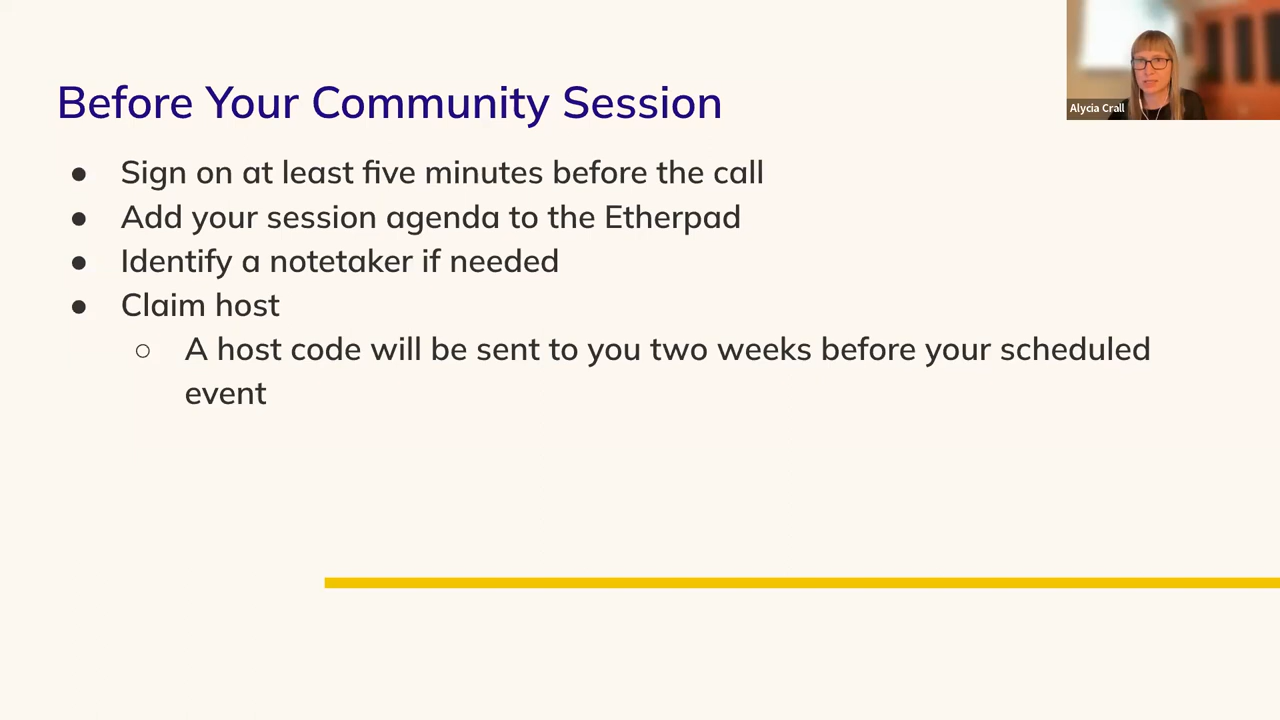 Before Your Community Session
● Sign on at least five minutes before the call
● Add your session agenda to the Etherpad
● Identify a notetaker if needed
● Claim host
○ A host code will be sent to you two weeks before your scheduled
event
Alycia Crall